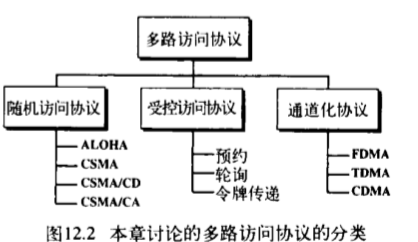 多路访问协议
随机访问协议
受控访问协议
通道化协议
ALOHA
CSMA
CSMA/CD
CSMA/CA
预约
轮询
令牌传递
FDMA
TDMA
CDMA
图12.2 本章讨论的多路访问协议的分类